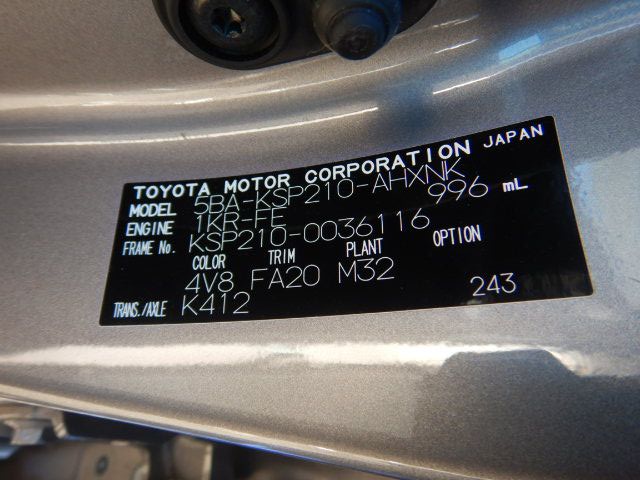 TOYOTA MOTOR CORPORATION JAPAN
MODEL 5BA-KSP210-AHXNK
ENGINE 1KR-FE 996 mL
FRAME No. KSP210-0036116
COLOR TRIM PLANT OPTION
4V8 FA20 M32
TRANS./AXLE K412 243